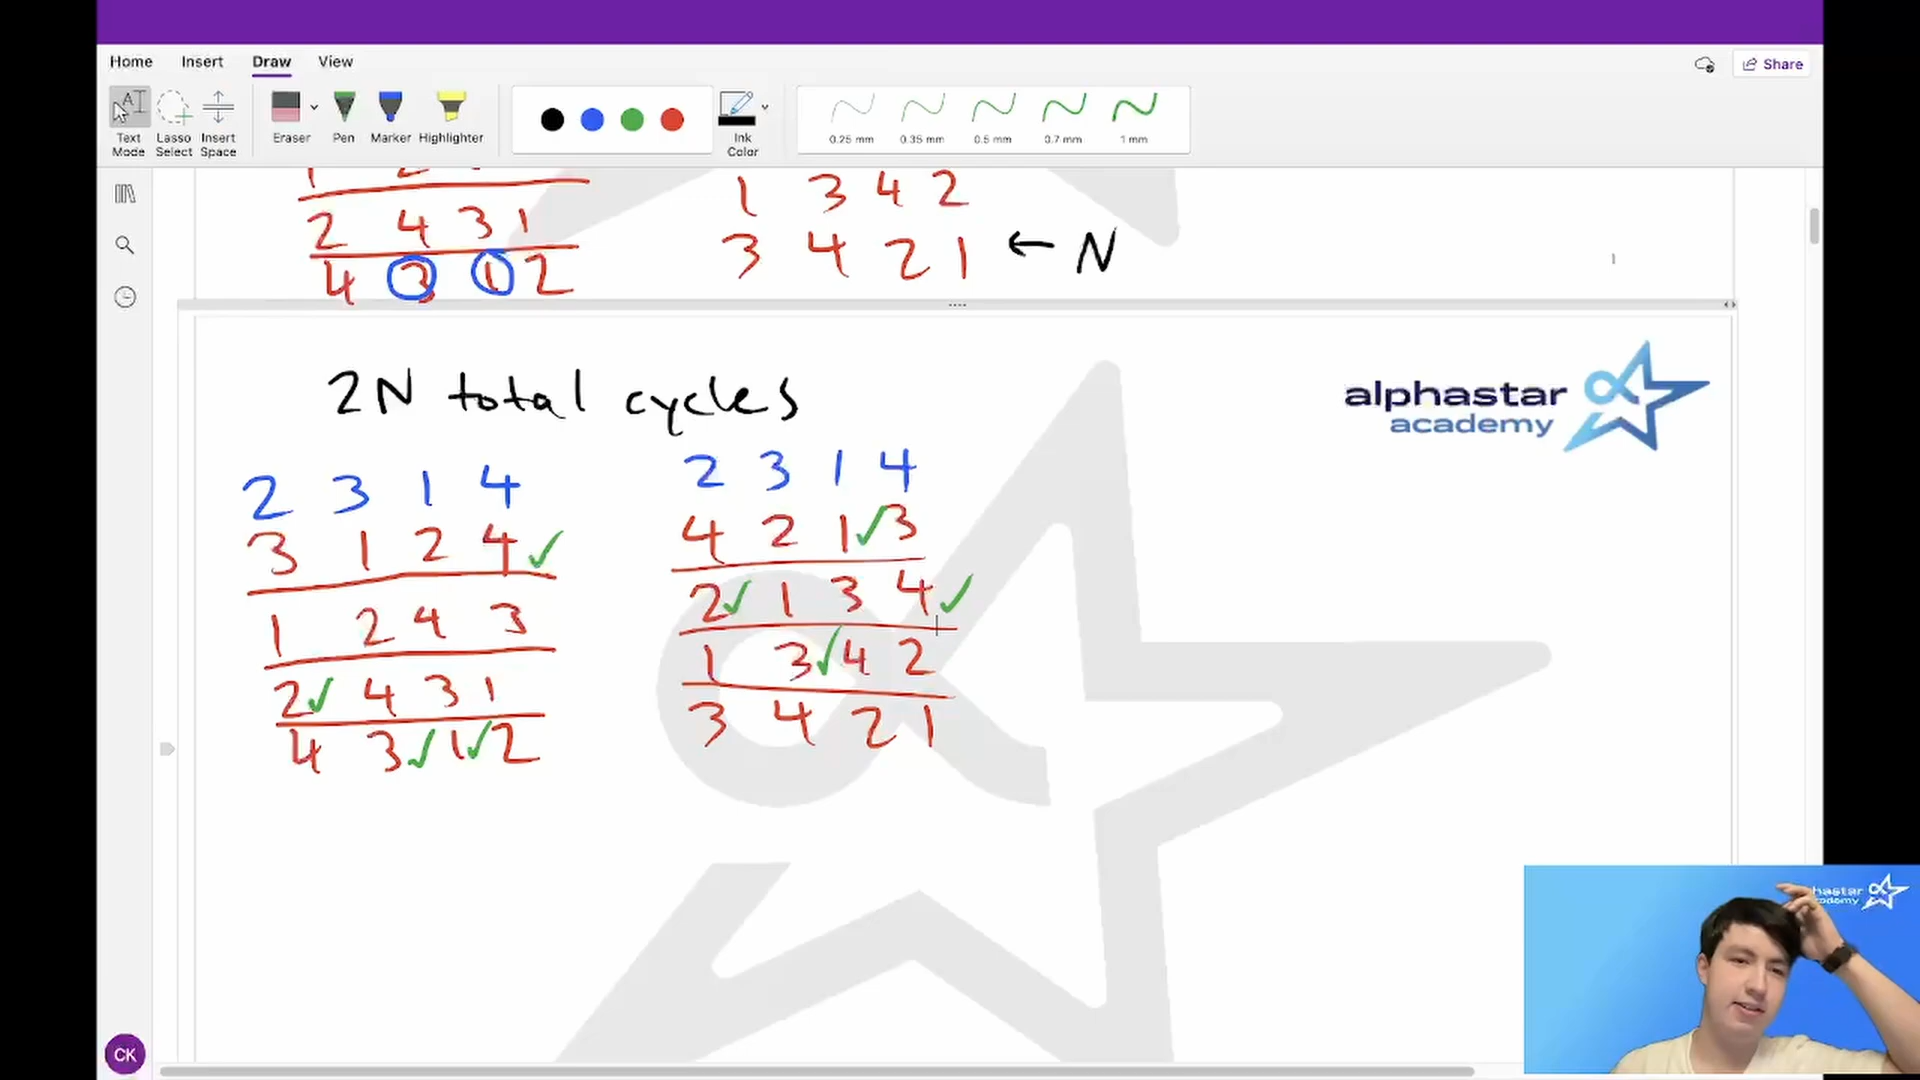 Home Insert Draw View
Share
Text Mode
Lasso Select
Insert Space
Eraser
Pen
Marker
Highlighter
Ink Color
0.25 mm 0.35 mm 0.5 mm 0.7 mm 1 mm
2 4 3 1
4 3 1 2
1 3 4 2
3 4 2 1 ← N
2N total cycles
alphastar
academy
2 3 1 4
3 1 2 4 ✓
1 2 4 3
2 ✓ 4 3 1
4 3 ✓ 1 ✓ 2
2 3 1 4
4 2 1 ✓ 3
2 ✓ 1 3 4 ✓
1 3 ✓ 4 2
3 4 2 1
CK